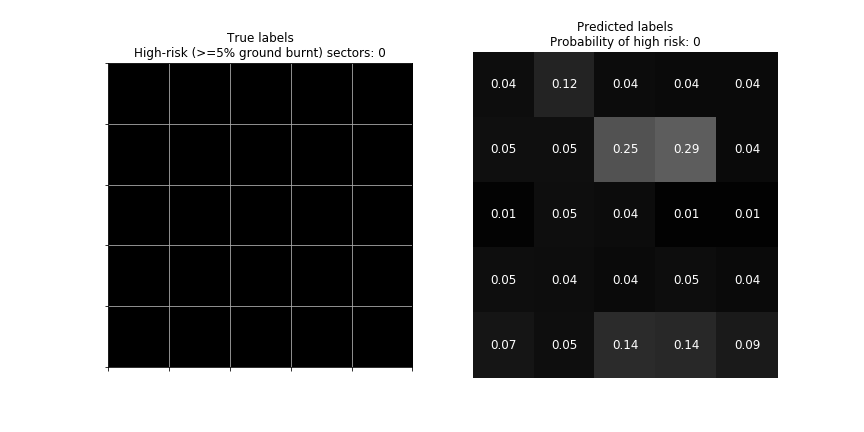 True labels
High-risk (>=5% ground burnt) sectors: 0
Predicted labels
Probability of high risk: 0
0.04 0.12 0.04 0.04 0.04
0.05 0.05 0.25 0.29 0.04
0.01 0.05 0.04 0.01 0.01
0.05 0.04 0.04 0.05 0.04
0.07 0.05 0.14 0.14 0.09